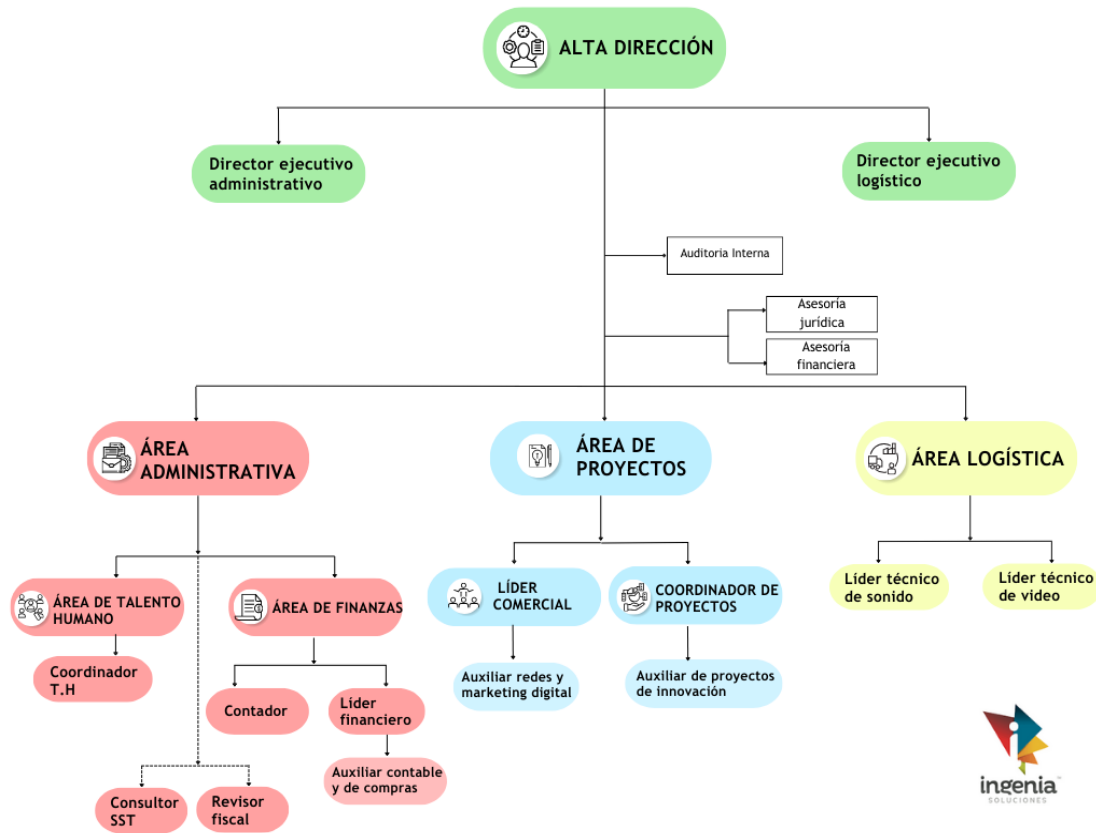 ALTA DIRECCIÓN
Director ejecutivo
administrativo
Director ejecutivo
logístico
Auditoria Interna
Asesoría
jurídica
Asesoría
financiera
ÁREA
ADMINISTRATIVA
ÁREA DE
PROYECTOS
ÁREA LOGÍSTICA
ÁREA DE TALENTO
HUMANO
ÁREA DE FINANZAS
LÍDER
COMERCIAL
COORDINADOR DE
PROYECTOS
Líder técnico
de sonido
Líder técnico
de video
Coordinador
T.H
Contador
Líder
financiero
Auxiliar redes y
marketing digital
Auxiliar de proyectos
de innovación
Auxiliar contable
y de compras
Consultor
SST
Revisor
fiscal
ingenia
SOLUCIONES